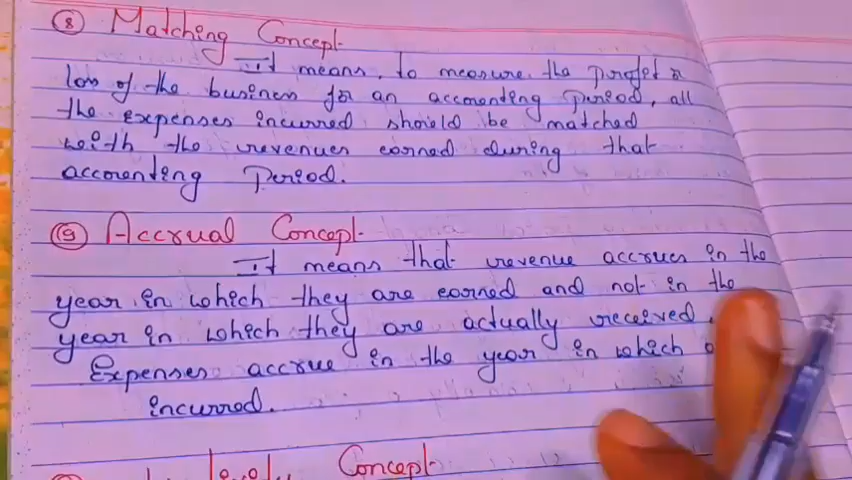 8 Matching Concept
It means, to measure the profit or
loss of the business for an accounting period, all
the expenses incurred should be matched
with the revenues earned during that
accounting period.
9 Accrual Concept
It means that revenue accrues in the
year in which they are earned and not in the
year in which they are actually received.
Expenses accrue in the year in which
incurred.
Concept